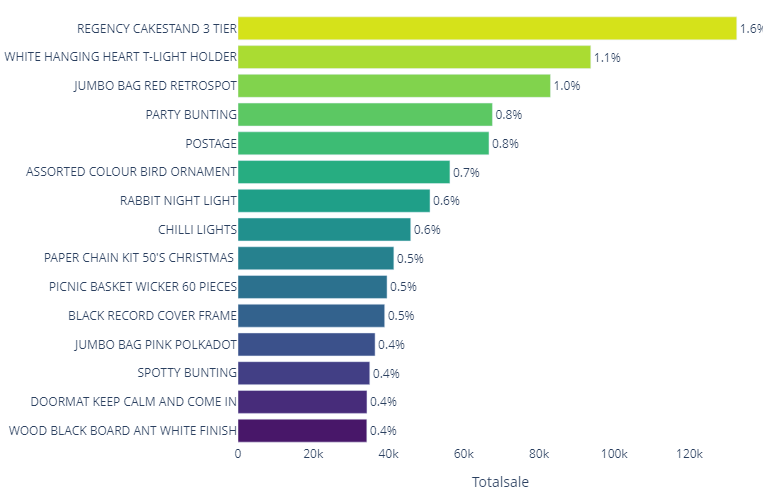 REGENCY CAKESTAND 3 TIER 1.6%
WHITE HANGING HEART T-LIGHT HOLDER 1.1%
JUMBO BAG RED RETROSPOT 1.0%
PARTY BUNTING 0.8%
POSTAGE 0.8%
ASSORTED COLOUR BIRD ORNAMENT 0.7%
RABBIT NIGHT LIGHT 0.6%
CHILLI LIGHTS 0.6%
PAPER CHAIN KIT 50'S CHRISTMAS 0.5%
PICNIC BASKET WICKER 60 PIECES 0.5%
BLACK RECORD COVER FRAME 0.5%
JUMBO BAG PINK POLKADOT 0.4%
SPOTTY BUNTING 0.4%
DOORMAT KEEP CALM AND COME IN 0.4%
WOOD BLACK BOARD ANT WHITE FINISH 0.4%
0 20k 40k 60k 80k 100k 120k
Totalsale